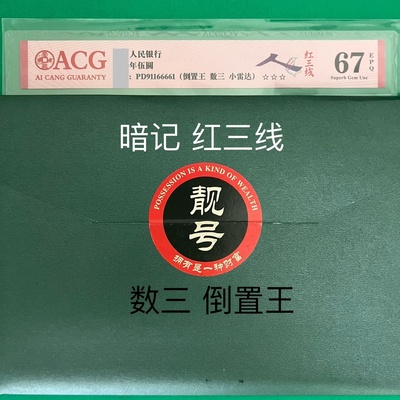 ACG
AI CANG GUARANTY
人民银行
年伍圆
: PD91166661 (倒置王 数三 小雷达) ☆☆☆
红三线
67
EPQ
Superb Gem Unc
暗记 红三线
POSSESSION IS A KIND OF WEALTH
靓号
拥有是一种财富
数三 倒置王